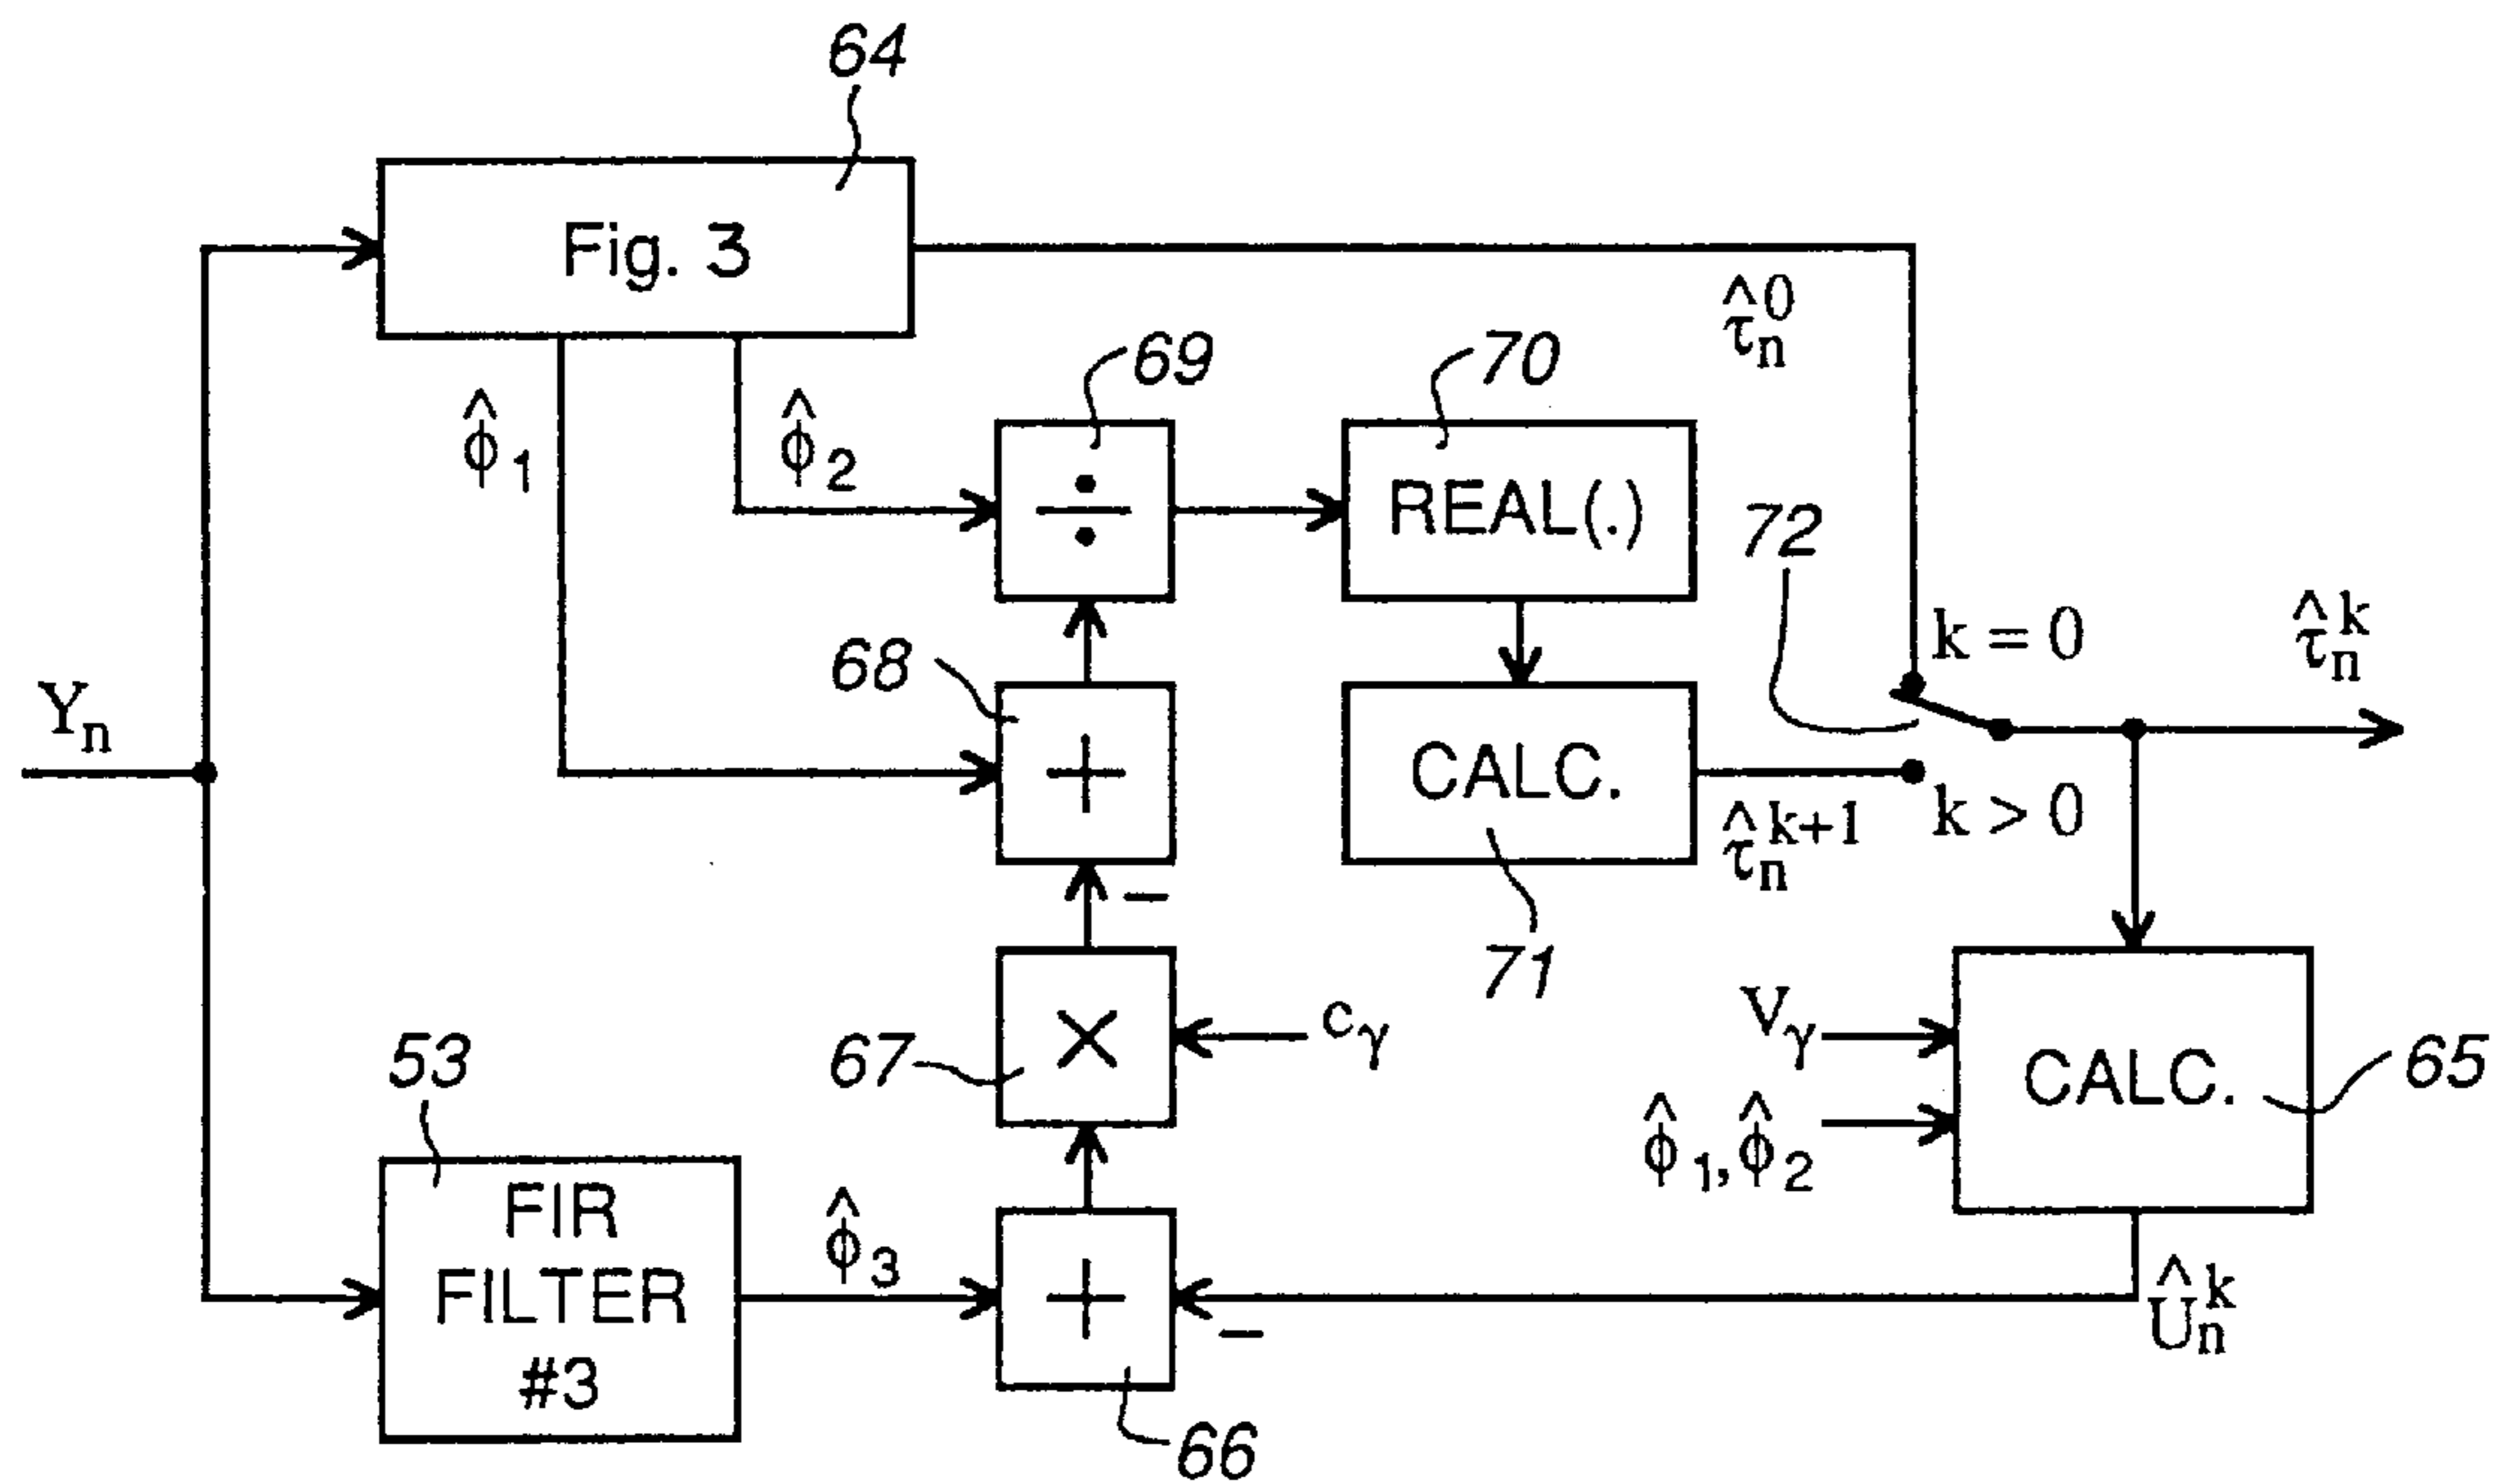 64
Fig. 3
τ̂ₙ⁰
69
70
ϕ̂₁
ϕ̂₂
÷
REAL(.)
72
k = 0
τ̂ₙᵏ
68
Yₙ
+
CALC.
k > 0
τ̂ₙᵏ⁺¹
–
71
53
67
×
cᵧ
Vᵧ
CALC.
65
ϕ̂₁,ϕ̂₂
FIR
FILTER
#3
ϕ̂₃
+
–
Ûₙᵏ
66